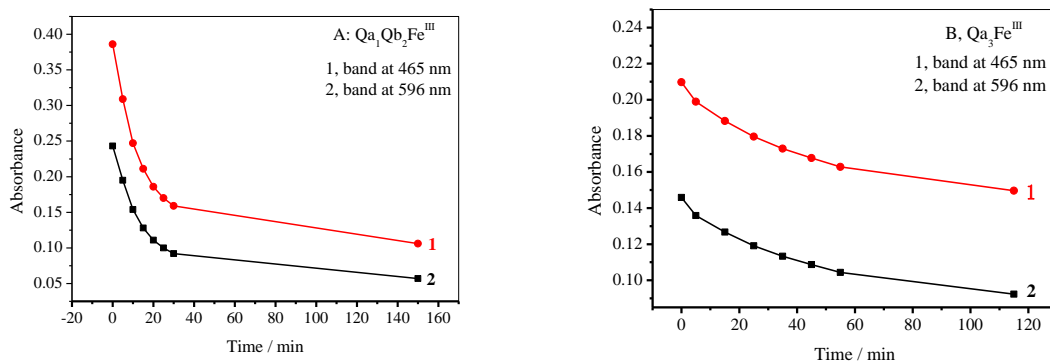 A: Qa₁Qb₂Feᴵᴵᴵ
1, band at 465 nm
2, band at 596 nm
0.40
0.35
0.30
0.25
0.20
0.15
0.10
0.05
Absorbance
1
2
-20 0 20 40 60 80 100 120 140 160
Time / min
B, Qa₃Feᴵᴵᴵ
1, band at 465 nm
2, band at 596 nm
0.24
0.22
0.20
0.18
0.16
0.14
0.12
0.10
Absorbance
1
2
0 20 40 60 80 100 120
Time / min